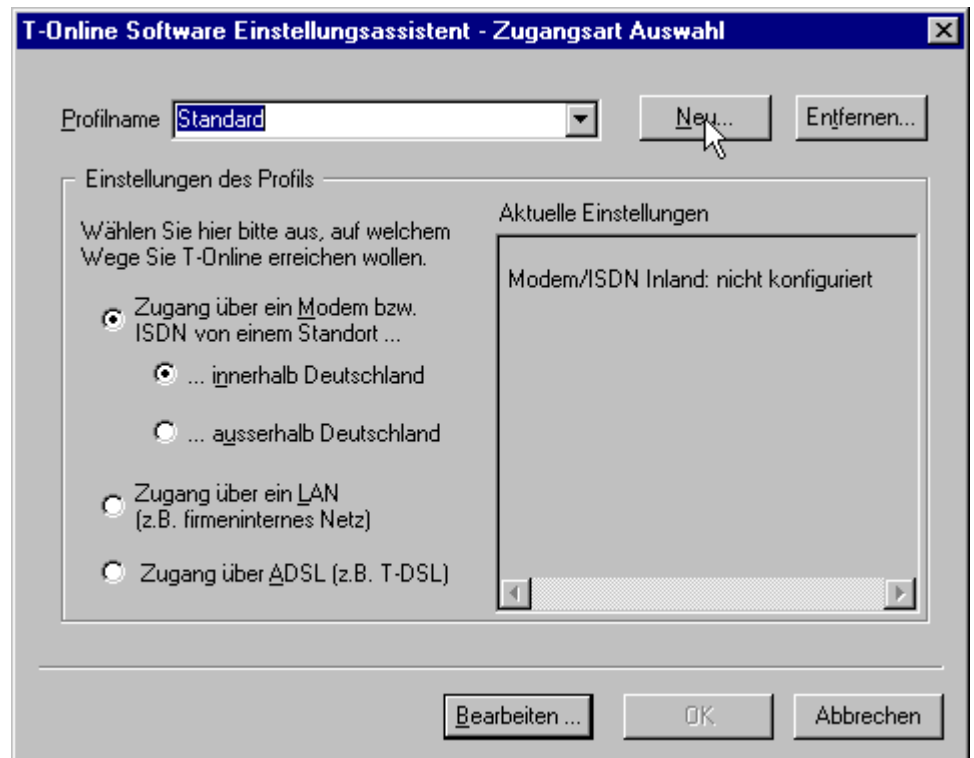 T-Online Software Einstellungsassistent - Zugangsart Auswahl
Profilname Standard Neu... Entfernen...
Einstellungen des Profils
Wählen Sie hier bitte aus, auf welchem
Wege Sie T-Online erreichen wollen.
Zugang über ein Modem bzw.
ISDN von einem Standort ...
... innerhalb Deutschland
... ausserhalb Deutschland
Zugang über ein LAN
(z.B. firmeninternes Netz)
Zugang über ADSL (z.B. T-DSL)
Aktuelle Einstellungen
Modem/ISDN Inland: nicht konfiguriert
Bearbeiten ... OK Abbrechen